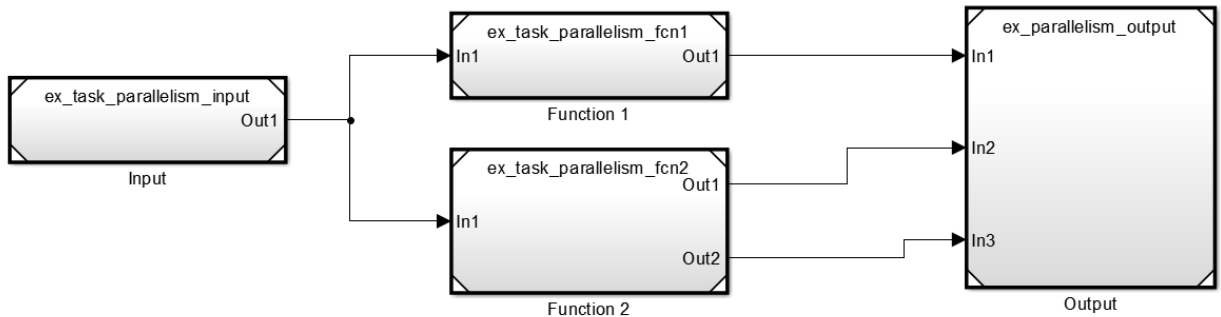 ex_task_parallelism_input
Out1
Input
ex_task_parallelism_fcn1
In1
Out1
Function 1
ex_task_parallelism_fcn2
Out1
In1
Out2
Function 2
ex_parallelism_output
In1
In2
In3
Output